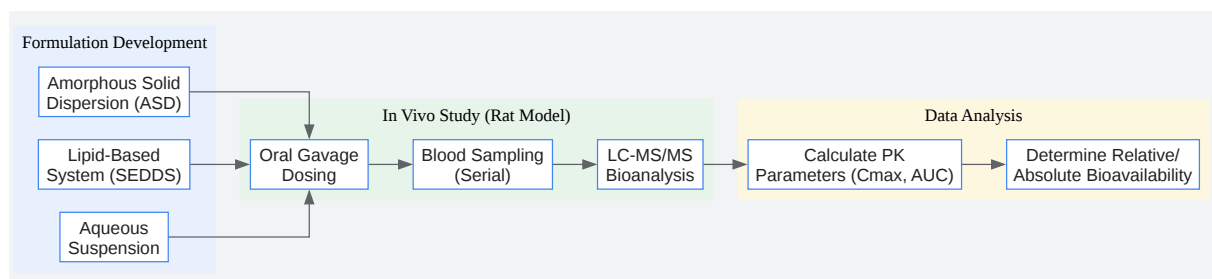 Formulation Development
Amorphous Solid
Dispersion (ASD)
Lipid-Based
System (SEDDS)
Aqueous
Suspension
In Vivo Study (Rat Model)
Oral Gavage
Dosing
Blood Sampling
(Serial)
LC-MS/MS
Bioanalysis
Data Analysis
Calculate PK
Parameters (Cmax, AUC)
Determine Relative/
Absolute Bioavailability